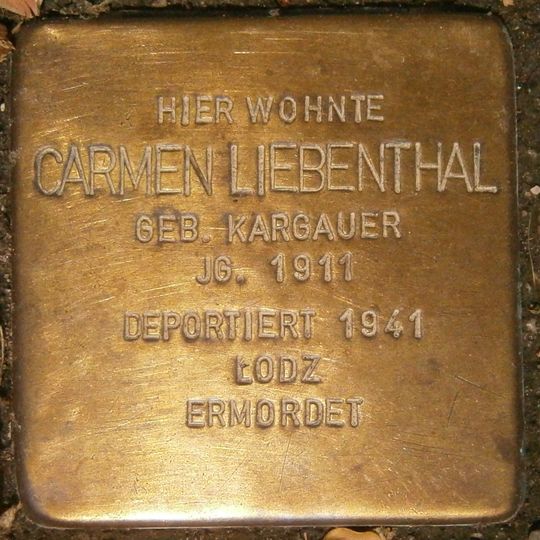 HIER WOHNTE
CARMEN LIEBENTHAL
GEB. KARGAUER
JG. 1911
DEPORTIERT 1941
ŁODZ
ERMORDET